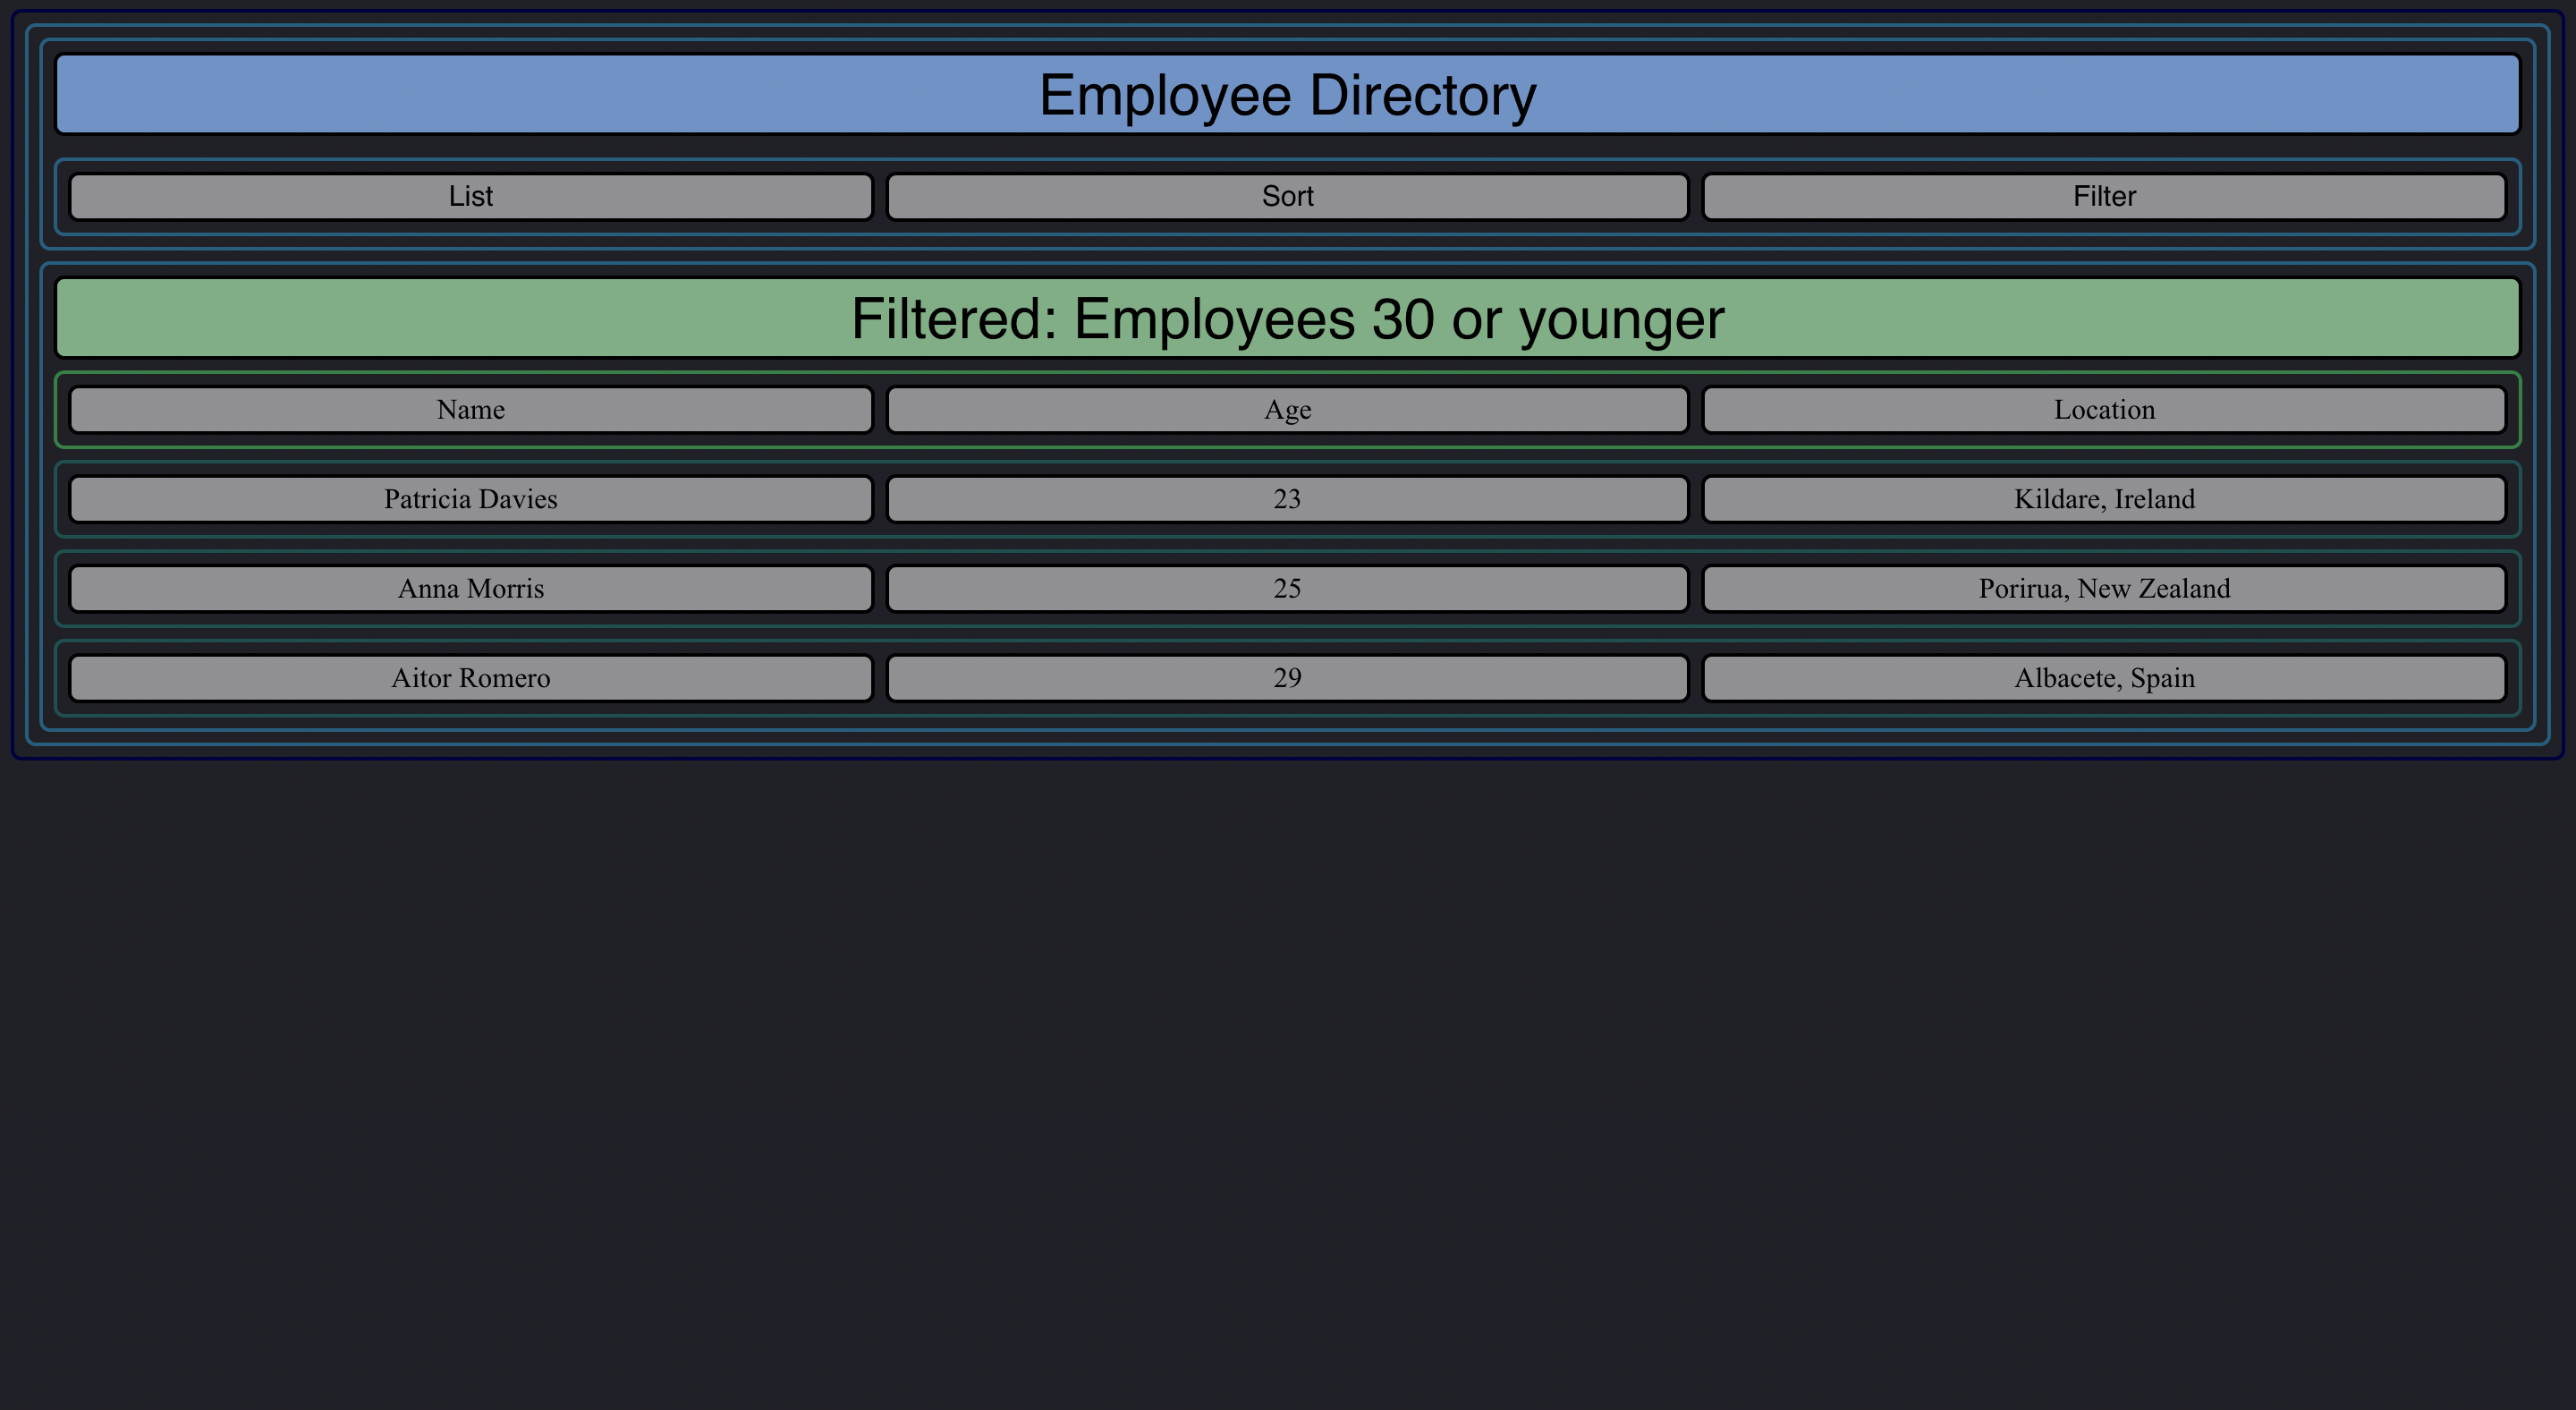 Employee Directory
List Sort Filter
Filtered: Employees 30 or younger
Name Age Location
Patricia Davies 23 Kildare, Ireland
Anna Morris 25 Porirua, New Zealand
Aitor Romero 29 Albacete, Spain